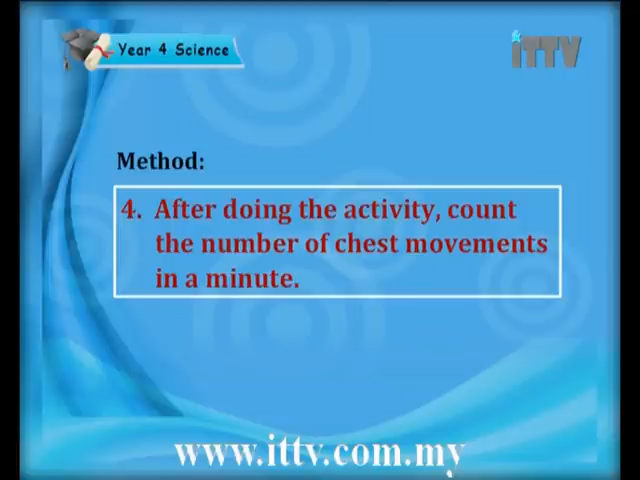 Year 4 Science
iTTV
Method:
4. After doing the activity, count
the number of chest movements
in a minute.
www.ittv.com.my